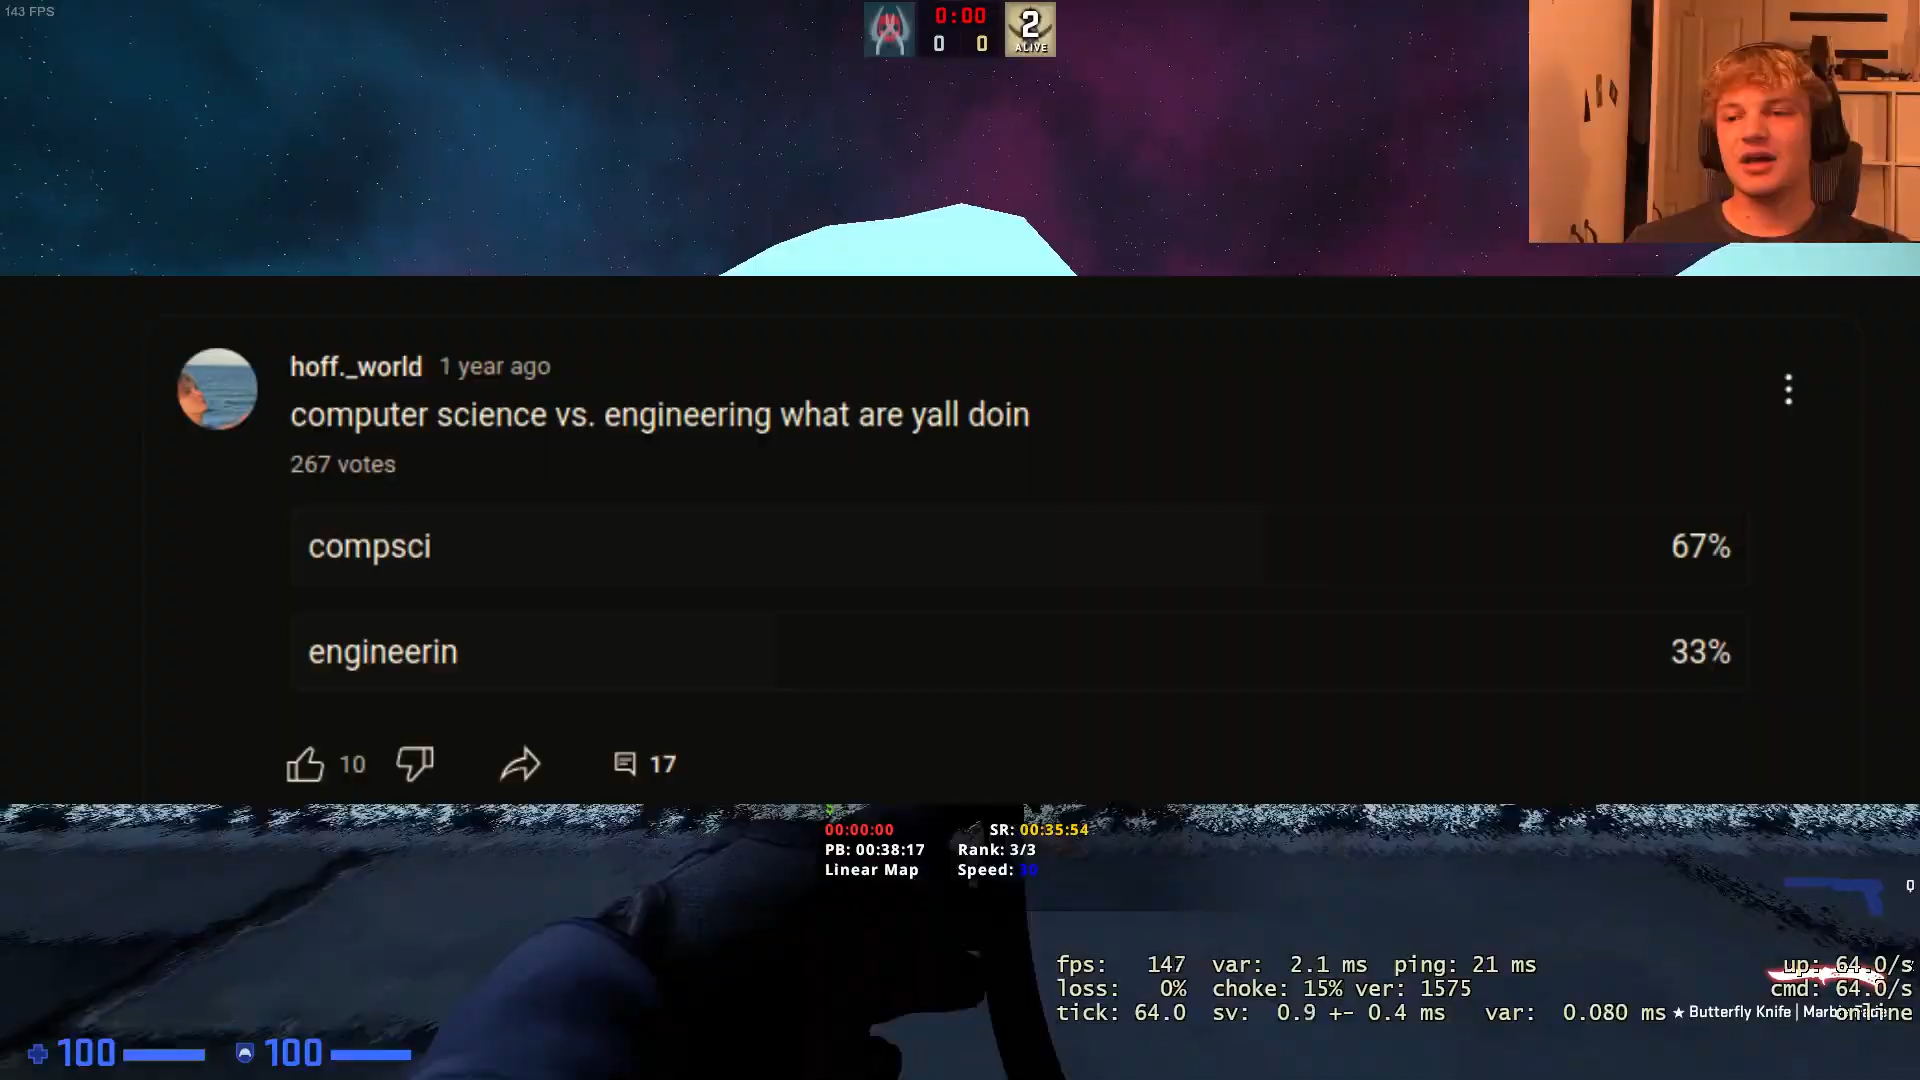 143 FPS
0:00
0 0
2
ALIVE
hoff._world 1 year ago
computer science vs. engineering what are yall doin
267 votes
compsci 67%
engineerin 33%
10 17
00:00:00 SR: 00:35:54
PB: 00:38:17 Rank: 3/3
Linear Map Speed: 30
Q
fps: 147 var: 2.1 ms ping: 21 ms up: 64.0/s
loss: 0% choke: 15% ver: 1575 cmd: 64.0/s
tick: 64.0 sv: 0.9 +- 0.4 ms var: 0.080 ms online
★ Butterfly Knife |
100 100